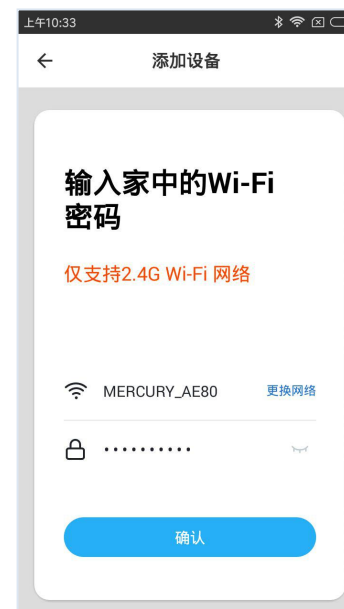 上午10:33
添加设备
输入家中的Wi-Fi
密码
仅支持2.4G Wi-Fi 网络
MERCURY_AE80 更换网络
••••••••••
确认